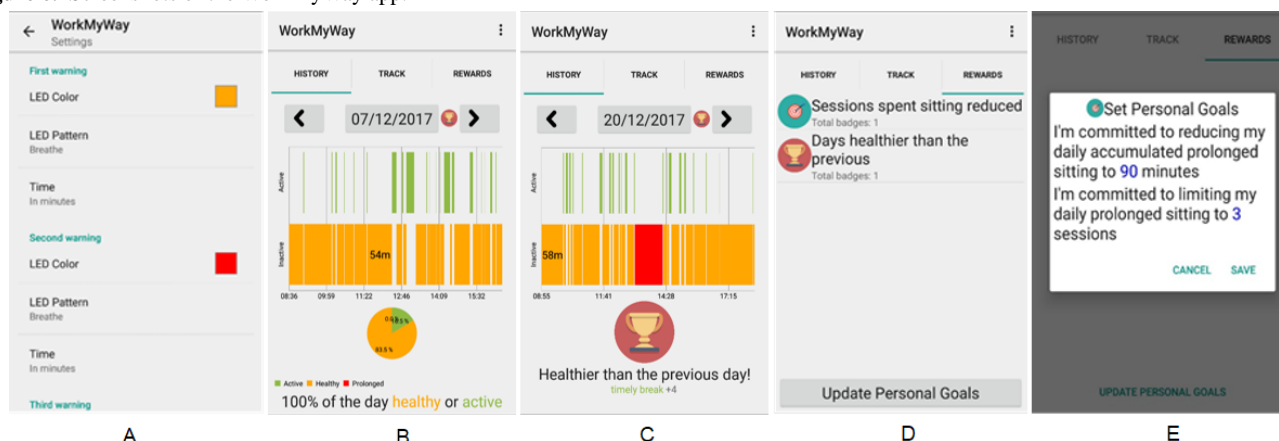 Screenshots of the WorkMyWay app.
WorkMyWay
Settings
First warning
LED Color
LED Pattern
Breathe
Time
In minutes
Second warning
LED Color
LED Pattern
Breathe
Time
In minutes
Third warning
A
WorkMyWay
HISTORY TRACK REWARDS
07/12/2017
Active
Inactive
54m
08:36 09:59 11:22 12:46 14:09 15:32
83.5 %
Active Healthy Prolonged
100% of the day healthy or active
B
WorkMyWay
HISTORY TRACK REWARDS
20/12/2017
Active
Inactive
58m
08:55 11:41 14:28 17:15
Healthier than the previous day!
timely break +4
C
WorkMyWay
HISTORY TRACK REWARDS
Sessions spent sitting reduced
Total badges: 1
Days healthier than the
previous
Total badges: 1
Update Personal Goals
D
HISTORY TRACK REWARDS
Set Personal Goals
I'm committed to reducing my
daily accumulated prolonged
sitting to 90 minutes
I'm committed to limiting my
daily prolonged sitting to 3
sessions
CANCEL SAVE
UPDATE PERSONAL GOALS
E